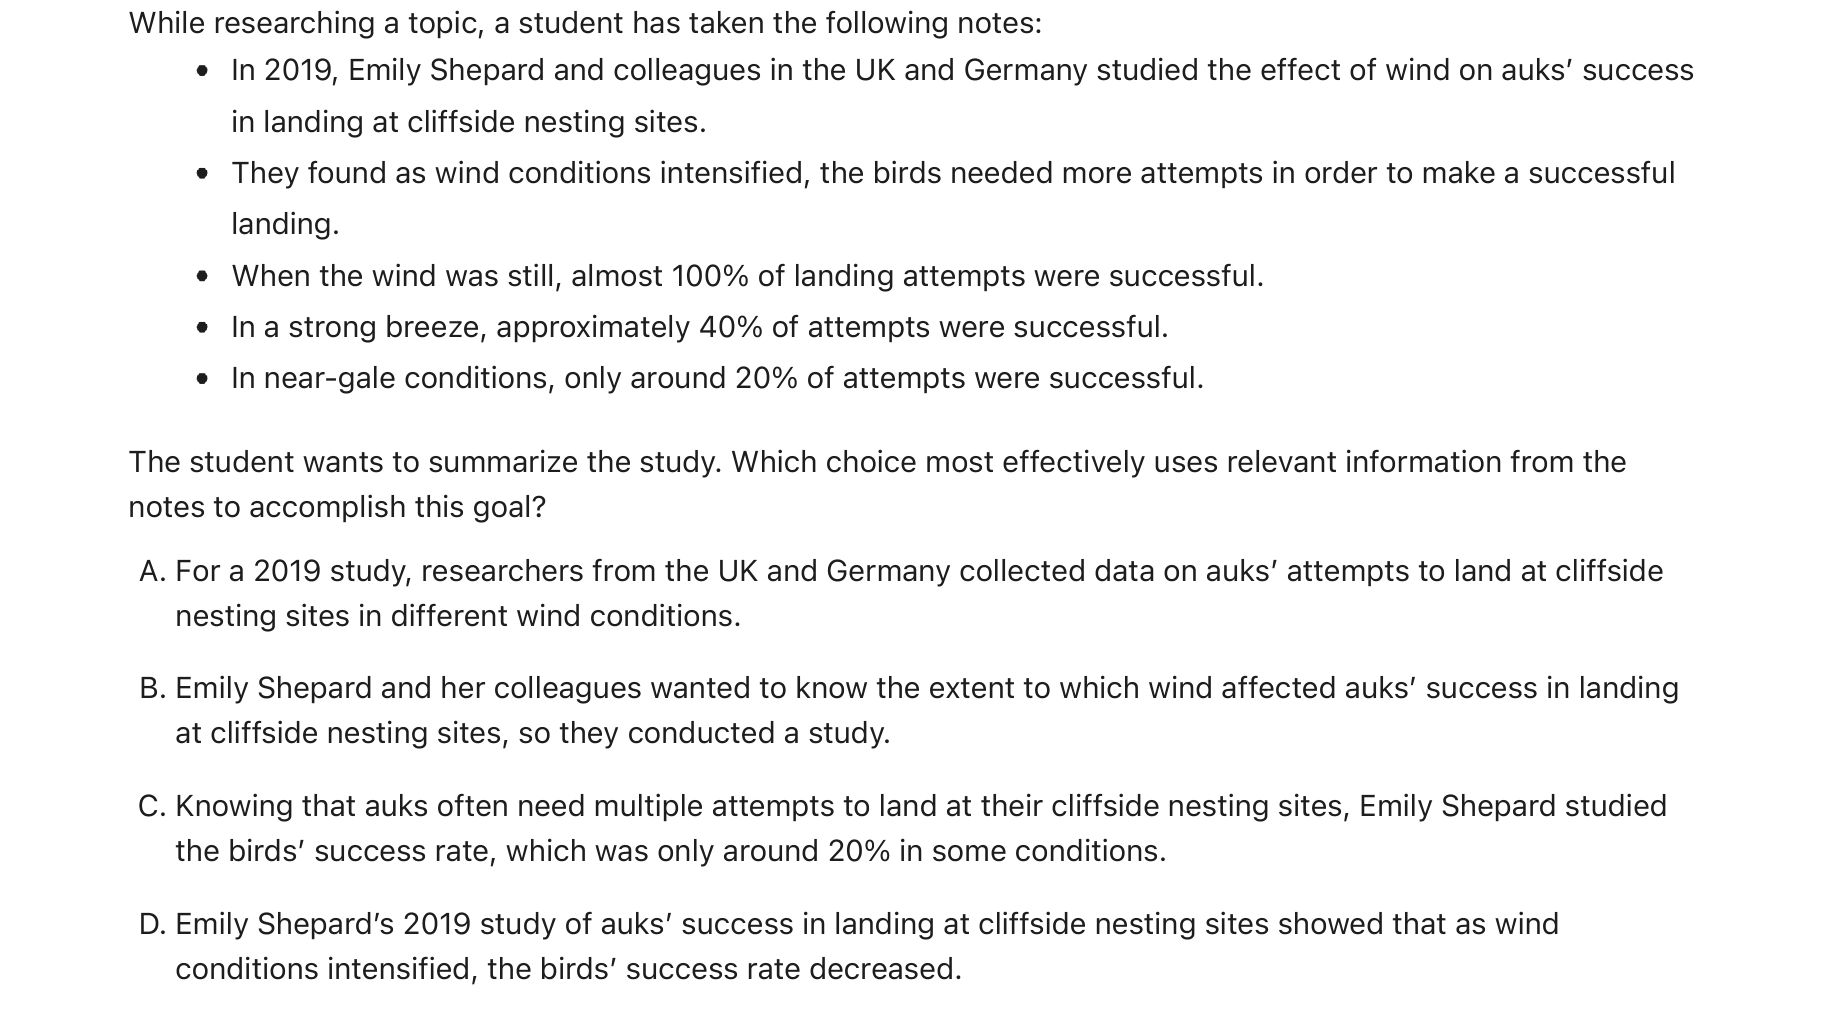 While researching a topic, a student has taken the following notes:
• In 2019, Emily Shepard and colleagues in the UK and Germany studied the effect of wind on auks’ success
in landing at cliffside nesting sites.
• They found as wind conditions intensified, the birds needed more attempts in order to make a successful
landing.
• When the wind was still, almost 100% of landing attempts were successful.
• In a strong breeze, approximately 40% of attempts were successful.
• In near-gale conditions, only around 20% of attempts were successful.
The student wants to summarize the study. Which choice most effectively uses relevant information from the
notes to accomplish this goal?
A. For a 2019 study, researchers from the UK and Germany collected data on auks’ attempts to land at cliffside
nesting sites in different wind conditions.
B. Emily Shepard and her colleagues wanted to know the extent to which wind affected auks’ success in landing
at cliffside nesting sites, so they conducted a study.
C. Knowing that auks often need multiple attempts to land at their cliffside nesting sites, Emily Shepard studied
the birds’ success rate, which was only around 20% in some conditions.
D. Emily Shepard’s 2019 study of auks’ success in landing at cliffside nesting sites showed that as wind
conditions intensified, the birds’ success rate decreased.